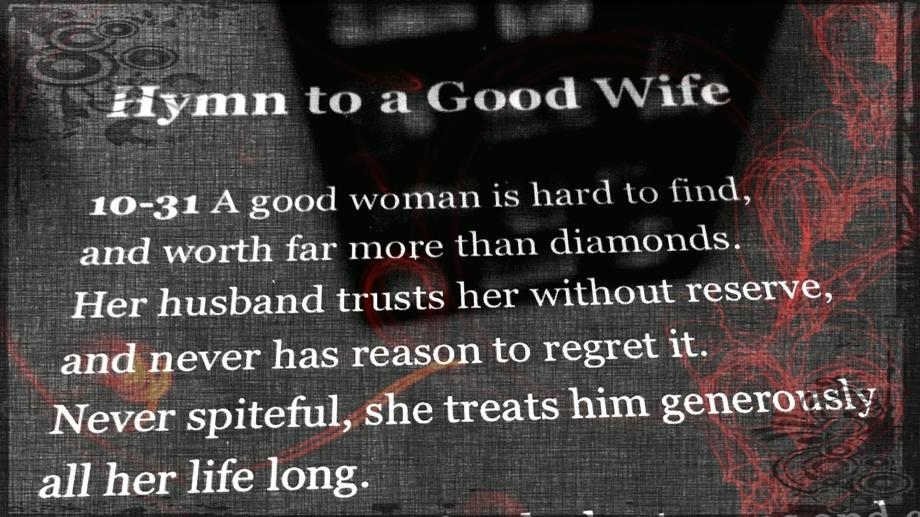 Hymn to a Good Wife
10-31 A good woman is hard to find,
and worth far more than diamonds.
Her husband trusts her without reserve,
and never has reason to regret it.
Never spiteful, she treats him generously
all her life long.